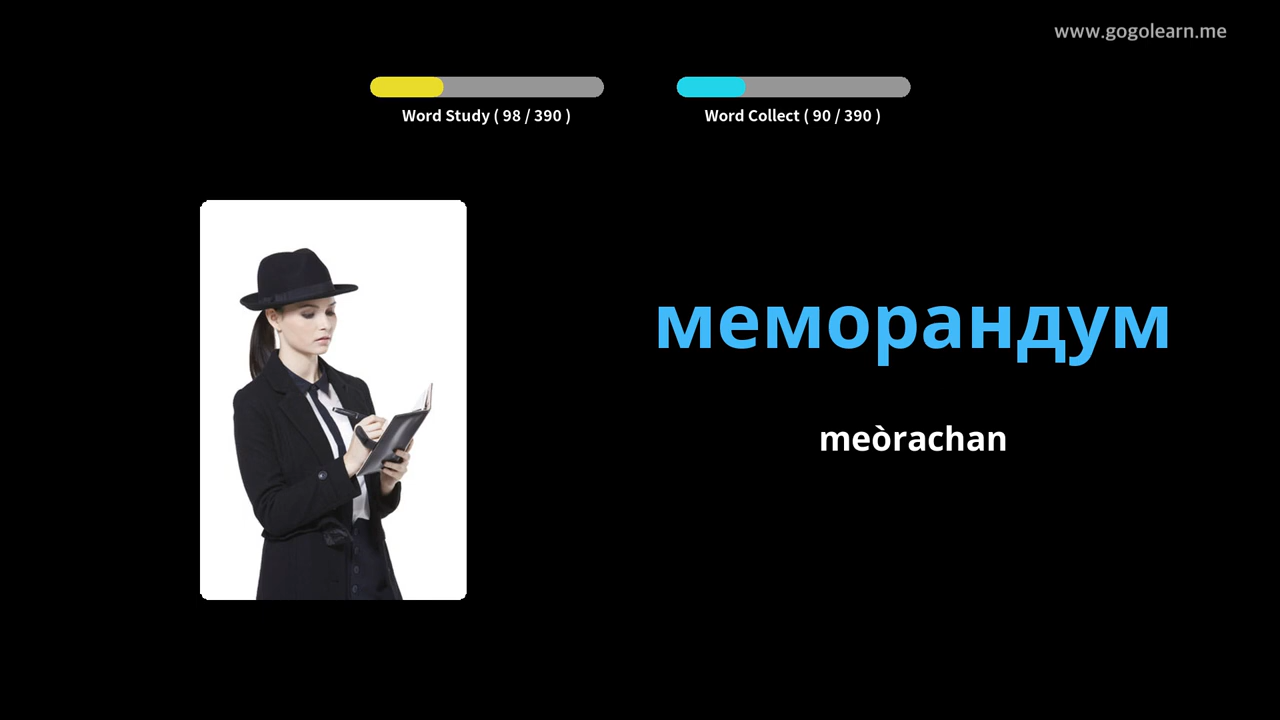 www.gogolearn.me
Word Study ( 98 / 390 )
Word Collect ( 90 / 390 )
меморандум
meòrachan